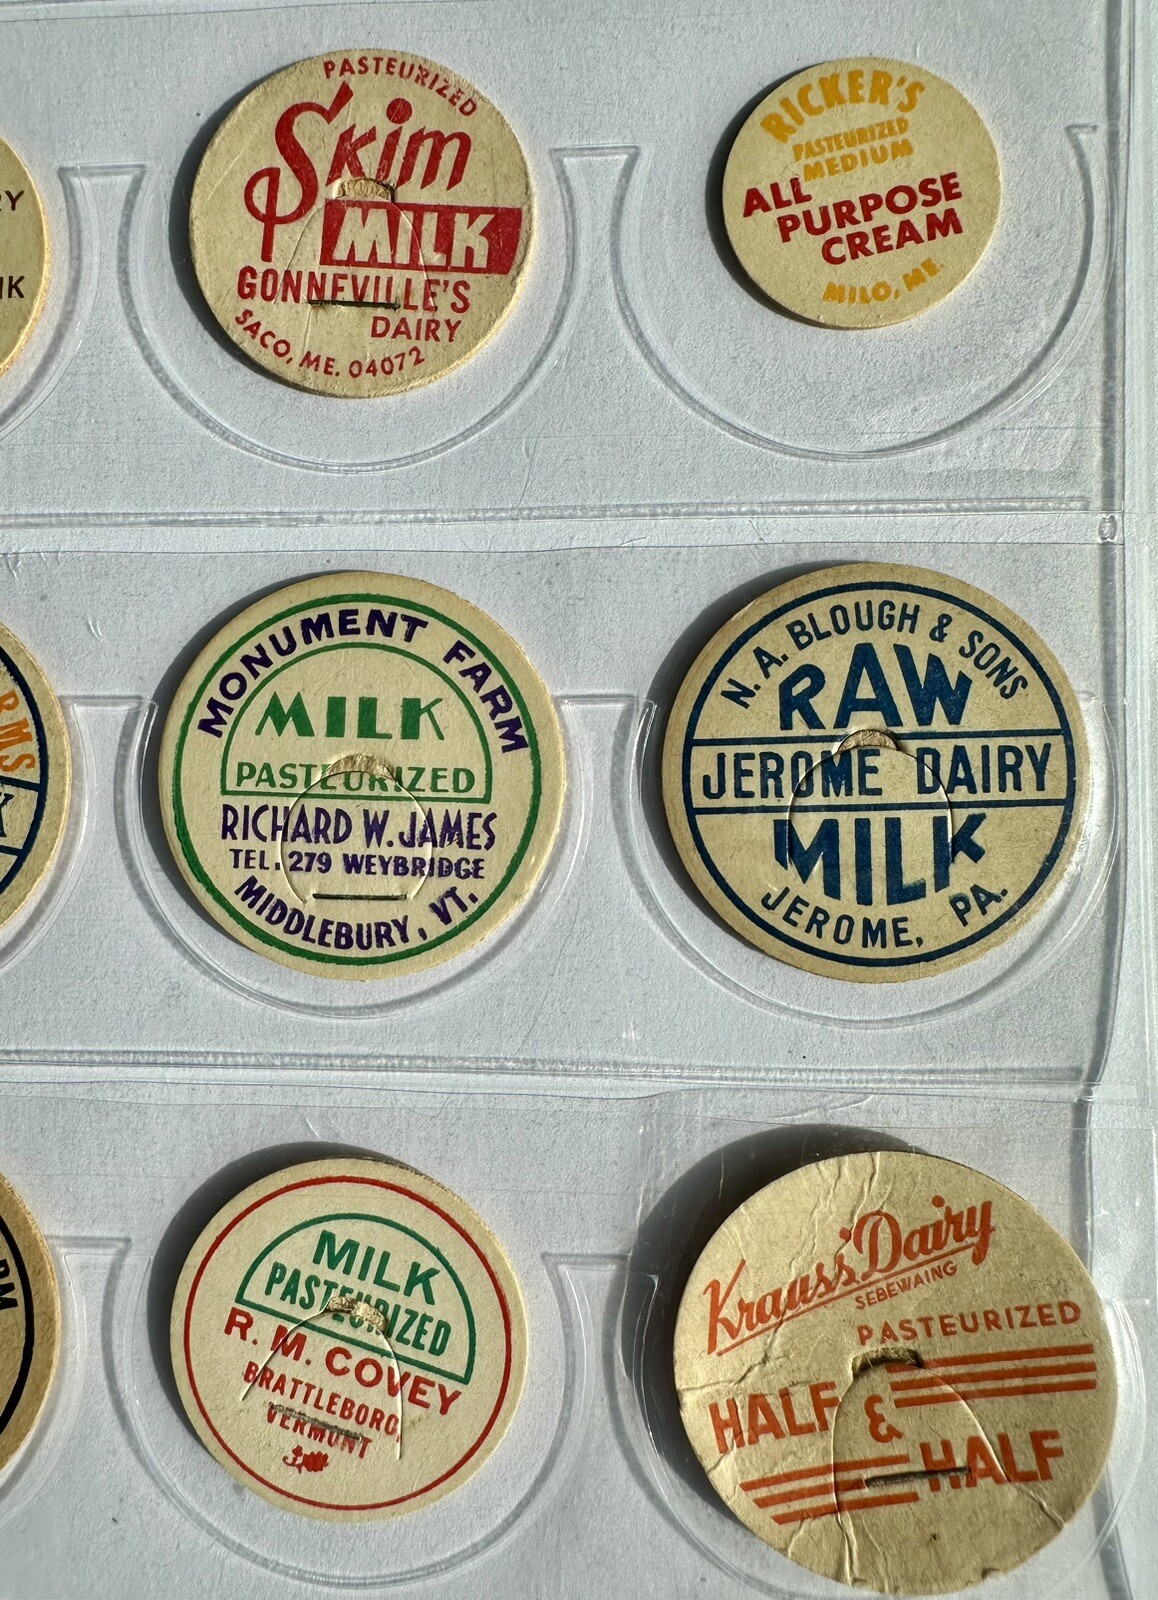 PASTEURIZED
Skim
MILK
GONNEVILLE'S
DAIRY
SACO, ME. 04072
RICKER'S
PASTEURIZED
MEDIUM
ALL
PURPOSE
CREAM
MILO, ME.
MONUMENT FARM
MILK
PASTEURIZED
RICHARD W. JAMES
TEL. 279 WEYBRIDGE
MIDDLEBURY, VT.
N. A. BLOUGH & SONS
RAW
JEROME DAIRY
MILK
JEROME, PA.
MILK
PASTEURIZED
R. M. COVEY
BRATTLEBORO,
VERMONT
Krauss' Dairy
SEBEWAING
PASTEURIZED
HALF
&
HALF